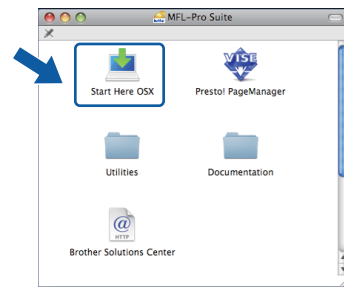 MFL-Pro Suite
Start Here OSX
VISE
Presto! PageManager
Utilities
Documentation
@
HTTP
Brother Solutions Center